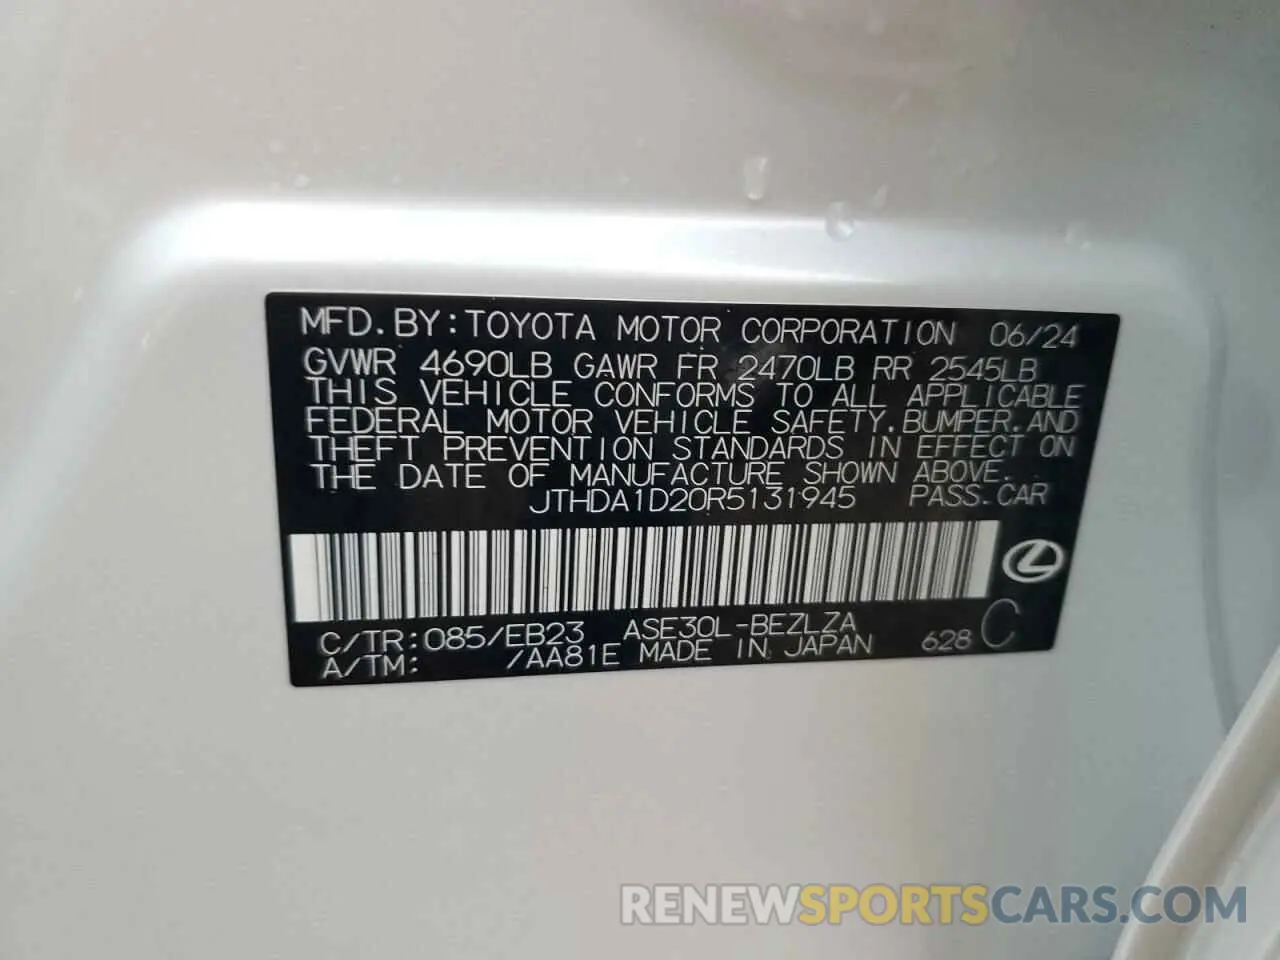 MFD.BY:TOYOTA MOTOR CORPORATION 06/24
GVWR 4690LB GAWR FR 2470LB RR 2545LB
THIS VEHICLE CONFORMS TO ALL APPLICABLE
FEDERAL MOTOR VEHICLE SAFETY,BUMPER,AND
THEFT PREVENTION STANDARDS IN EFFECT ON
THE DATE OF MANUFACTURE SHOWN ABOVE.
JTHDA1D20R5131945 PASS.CAR
C/TR:085/EB23 ASE30L-BEZLZA
A/TM: /AA81E MADE IN JAPAN 628 C
RENEWSPORTSCARS.COM